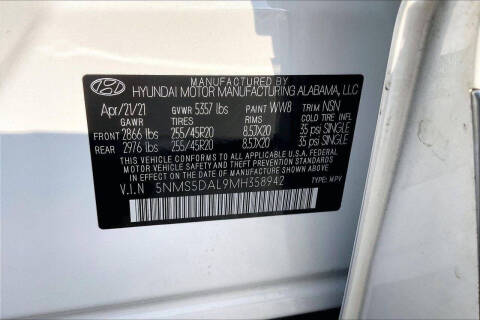 MANUFACTURED BY
HYUNDAI MOTOR MANUFACTURING ALABAMA, LLC.
Apr/21/21 GVWR 5357 lbs PAINT WW8 TRIM NSN
GAWR TIRES RIMS COLD TIRE INF.
FRONT 2866 lbs 255/45R20 8.5JX20 35 psi SINGLE
REAR 2976 lbs 255/45R20 8.5JX20 35 psi SINGLE
THIS VEHICLE CONFORMS TO ALL APPLICABLE U.S.A. FEDERAL
MOTOR VEHICLE SAFETY AND THEFT PREVENTION STANDARDS
IN EFFECT ON THE DATE OF MANUFACTURE SHOWN ABOVE.
V.I.N 5NMS5DAL9MH358942 TYPE: MPV